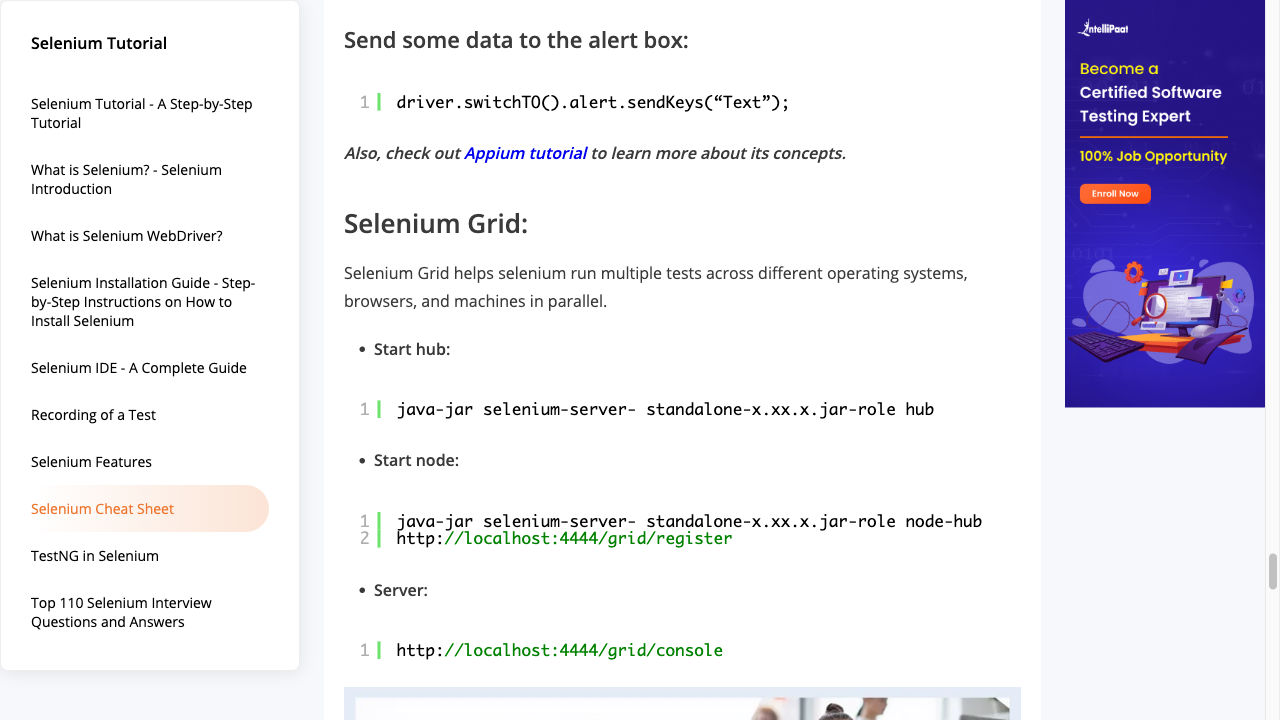 Selenium Tutorial
Selenium Tutorial - A Step-by-Step
Tutorial
What is Selenium? - Selenium
Introduction
What is Selenium WebDriver?
Selenium Installation Guide - Step-
by-Step Instructions on How to
Install Selenium
Selenium IDE - A Complete Guide
Recording of a Test
Selenium Features
Selenium Cheat Sheet
TestNG in Selenium
Top 110 Selenium Interview
Questions and Answers
Send some data to the alert box:
1 driver.switchTO().alert.sendKeys(“Text”);
Also, check out Appium tutorial to learn more about its concepts.
Selenium Grid:
Selenium Grid helps selenium run multiple tests across different operating systems,
browsers, and machines in parallel.
• Start hub:
1 java-jar selenium-server- standalone-x.xx.x.jar-role hub
• Start node:
1 java-jar selenium-server- standalone-x.xx.x.jar-role node-hub
2 http://localhost:4444/grid/register
• Server:
1 http://localhost:4444/grid/console
IntelliPaat
Become a
Certified Software
Testing Expert
100% Job Opportunity
Enroll Now